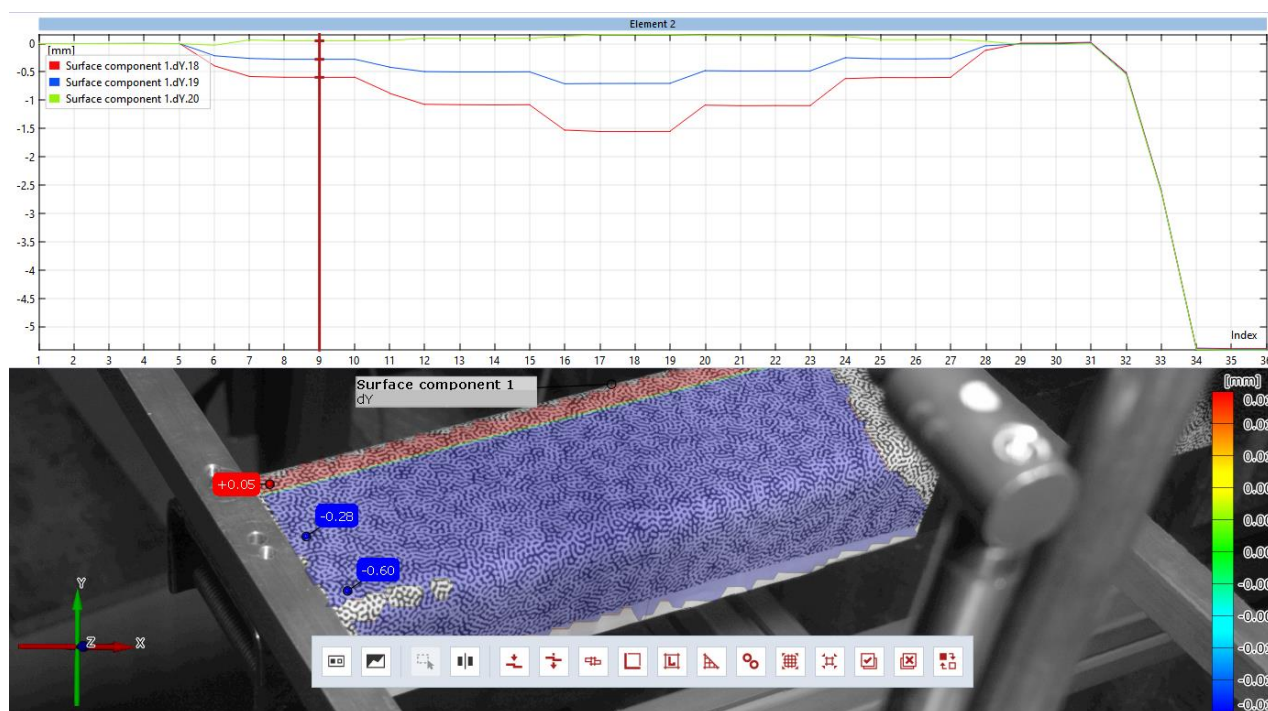 Element 2
[mm]
0
Surface component 1.dY.18
Surface component 1.dY.19
Surface component 1.dY.20
-0.5
-1
-1.5
-2
-2.5
-3
-3.5
-4
-4.5
-5
Index
1 2 3 4 5 6 7 8 9 10 11 12 13 14 15 16 17 18 19 20 21 22 23 24 25 26 27 28 29 30 31 32 33 34 35 36
Surface component 1
dY
[mm]
+0.05
-0.28
-0.60
Y
Z
X